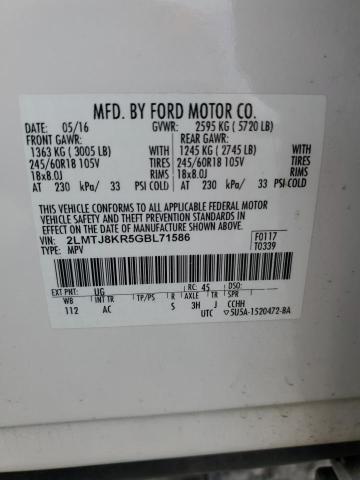 MFD. BY FORD MOTOR CO.
DATE: 05/16 GVWR: 2595 KG ( 5720 LB)
FRONT GAWR: REAR GAWR:
1363 KG ( 3005 LB) WITH 1245 KG ( 2745 LB)
245/60R18 105V TIRES 245/60R18 105V
18x8.0J RIMS 18x8.0J
AT 230 kPa/ 33 PSI COLD AT 230 kPa/ 33 PSI COLD
THIS VEHICLE CONFORMS TO ALL APPLICABLE FEDERAL MOTOR
VEHICLE SAFETY AND THEFT PREVENTION STANDARDS IN EFFECT
ON THE DATE OF MANUFACTURE SHOWN ABOVE.
VIN: 2LMTJ8KR5GBL71586 F0117
TYPE: MPV T0339
EXT PNT: UG RC: 45 DSO:
WB BRK INT TR TP/PS R AXLE TR SPR
112 AC S 3H J CCHH
UTC 5U5A-1520472-BA